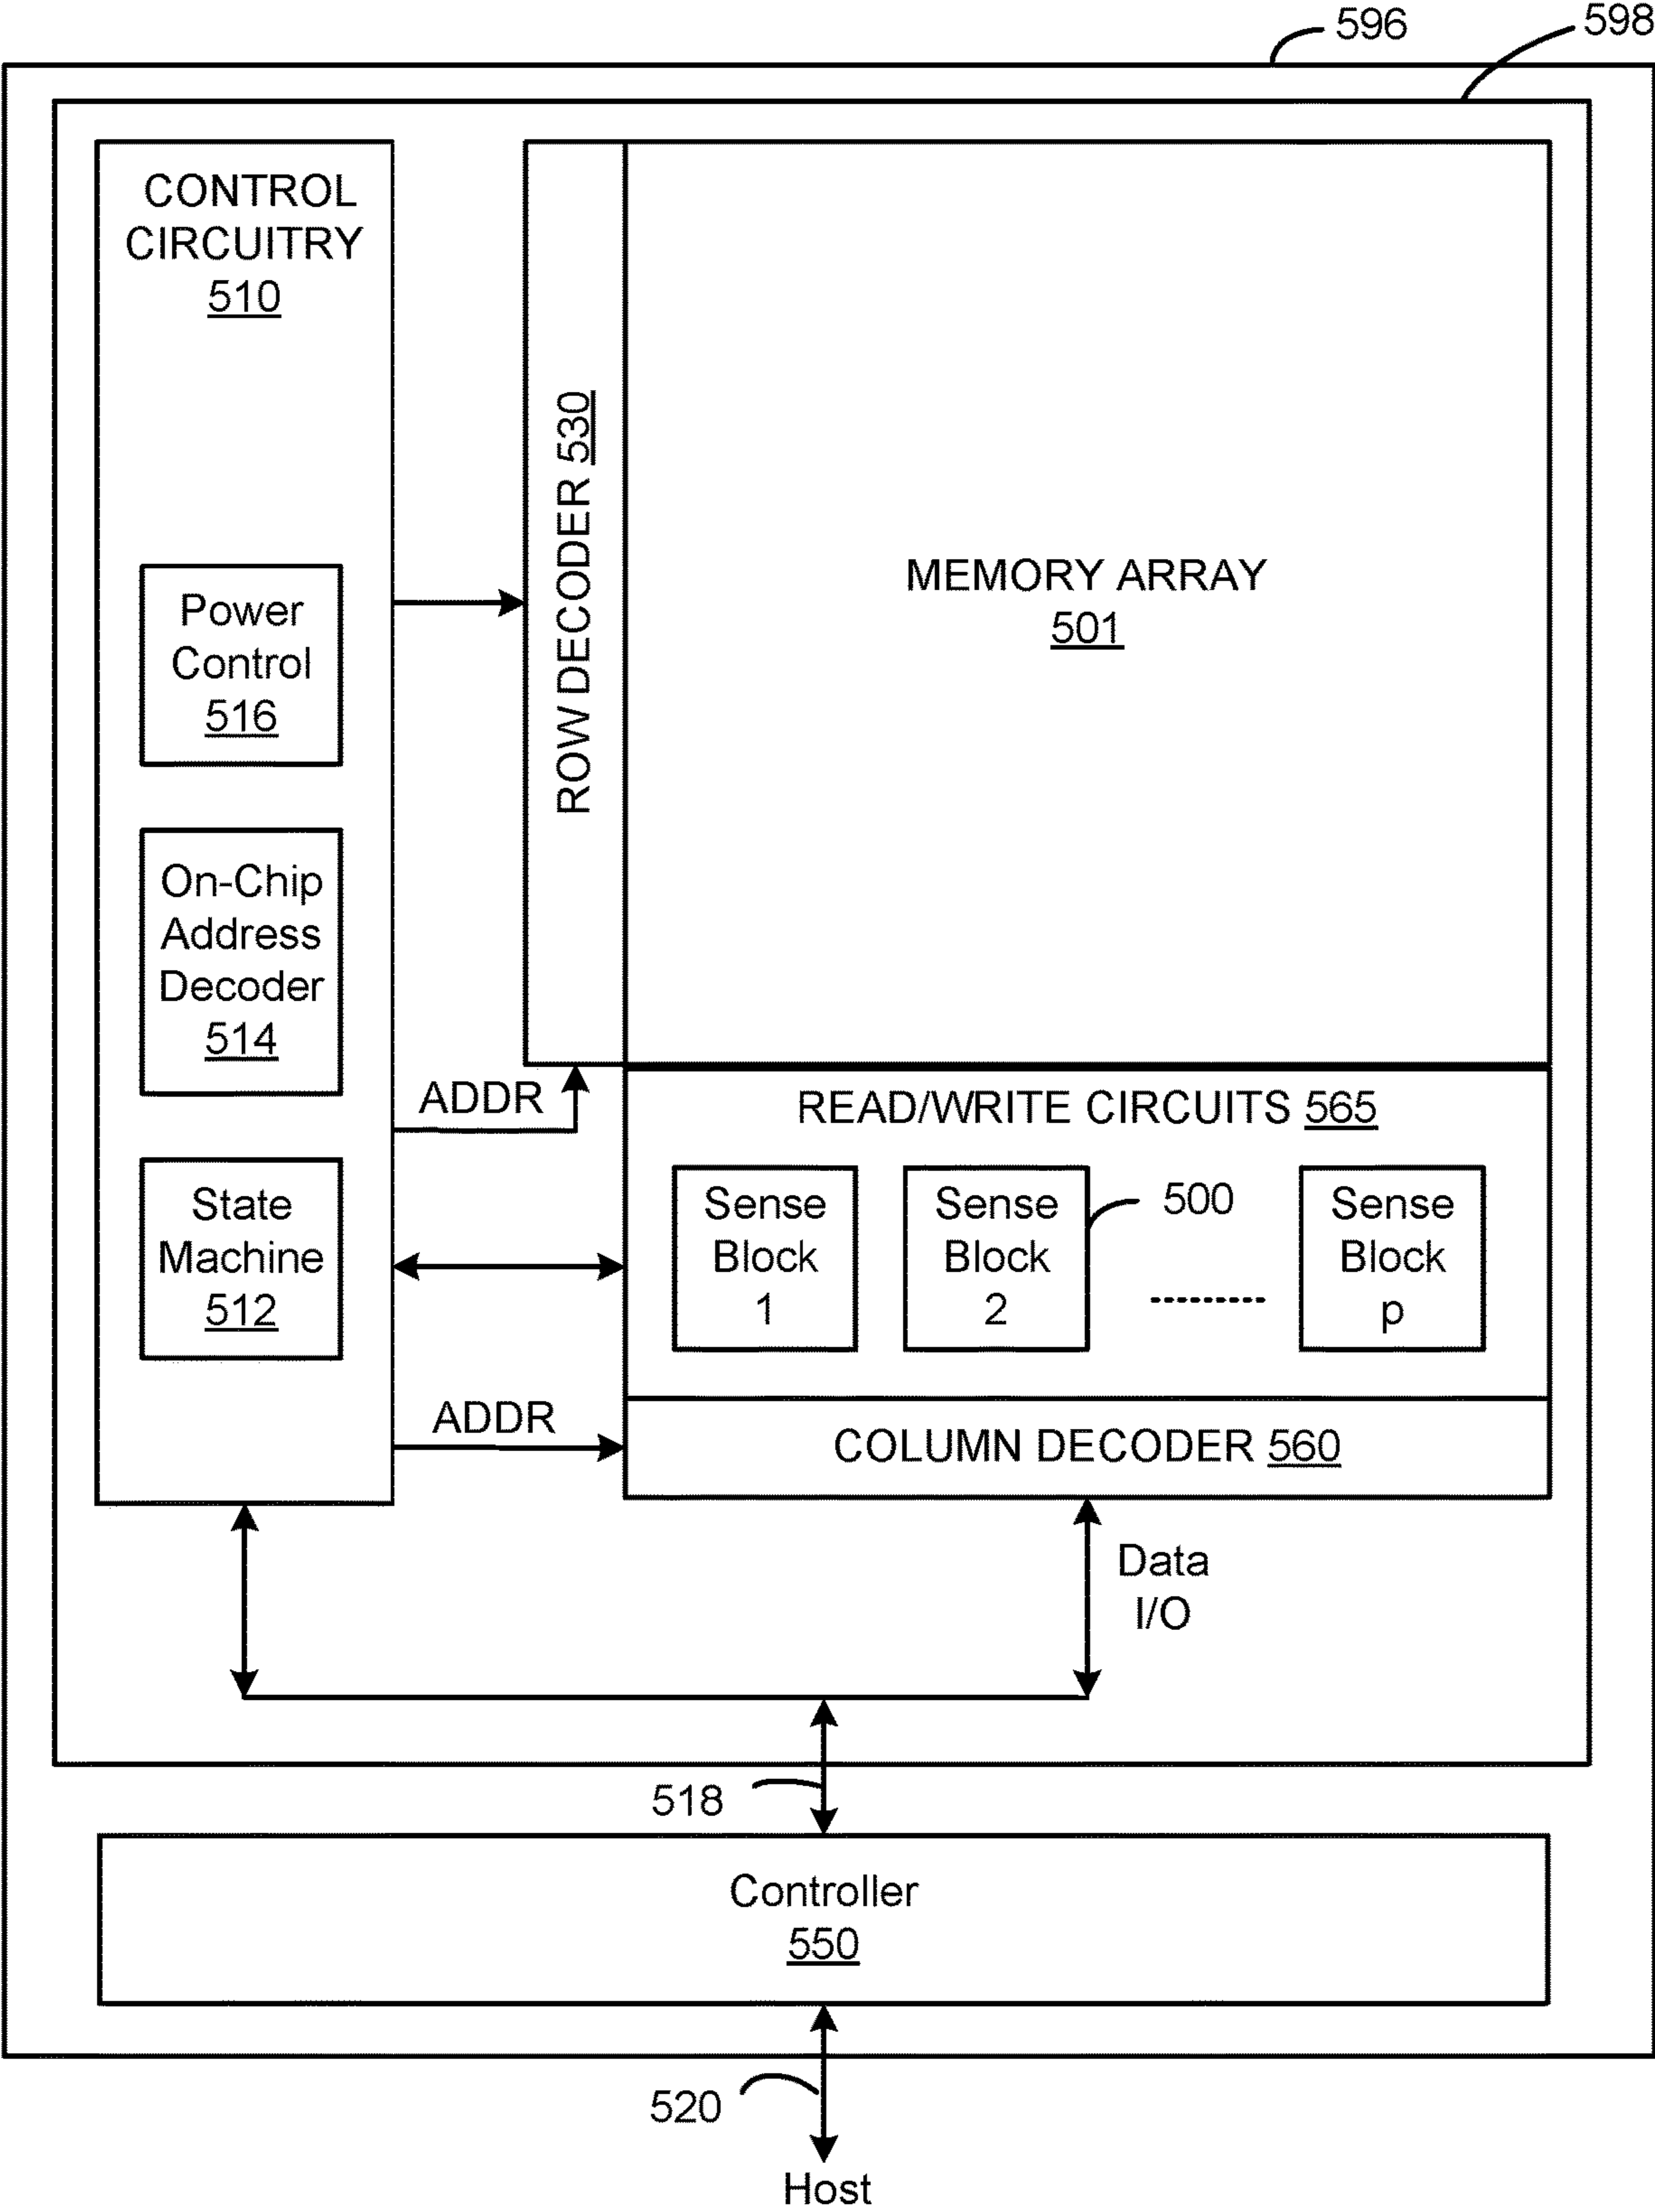 596
598
CONTROL
CIRCUITRY
510
ROW DECODER 530
MEMORY ARRAY
501
Power
Control
516
On-Chip
Address
Decoder
514
ADDR
READ/WRITE CIRCUITS 565
State
Machine
512
Sense
Block
1
Sense
Block
2
500
..........
Sense
Block
p
ADDR
COLUMN DECODER 560
Data
I/O
518
Controller
550
520
Host